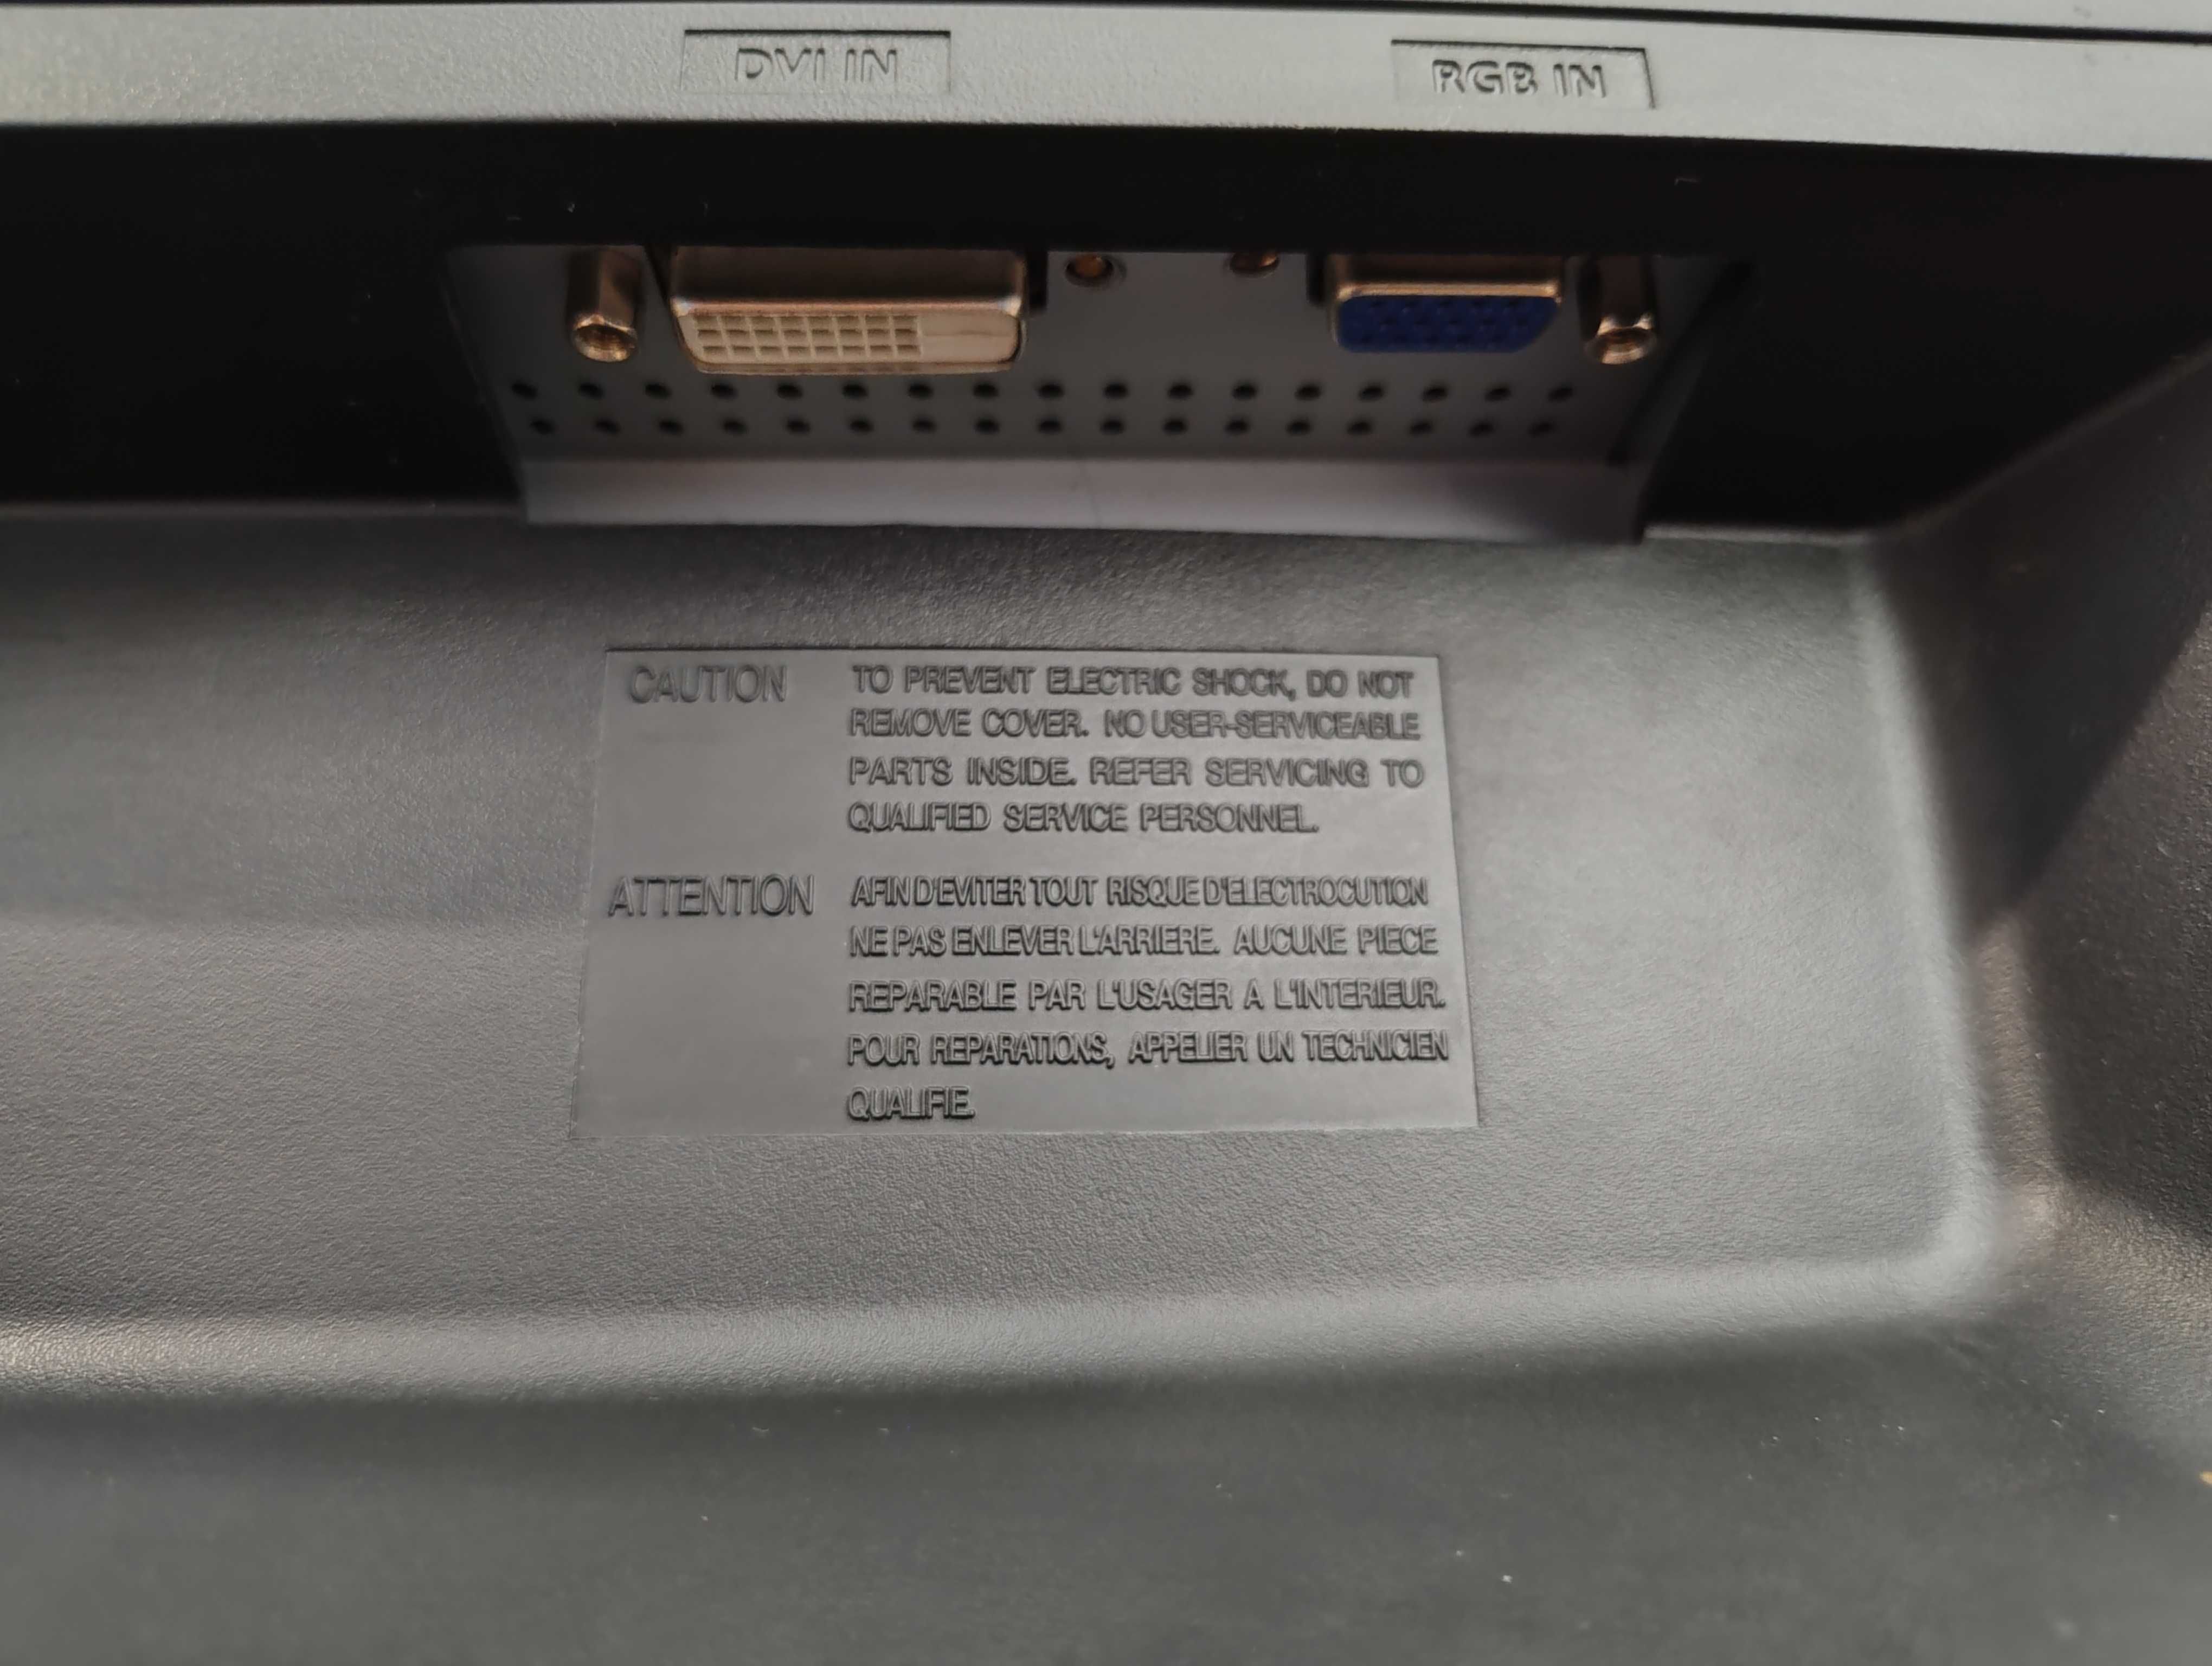 DVI IN
RGB IN
CAUTION TO PREVENT ELECTRIC SHOCK, DO NOT
REMOVE COVER. NO USER-SERVICEABLE
PARTS INSIDE. REFER SERVICING TO
QUALIFIED SERVICE PERSONNEL.
ATTENTION AFIN D'EVITER TOUT RISQUE D'ELECTROCUTION
NE PAS ENLEVER L'ARRIERE. AUCUNE PIECE
REPARABLE PAR L'USAGER A L'INTERIEUR.
POUR REPARATIONS, APPELIER UN TECHNICIEN
QUALIFIE.